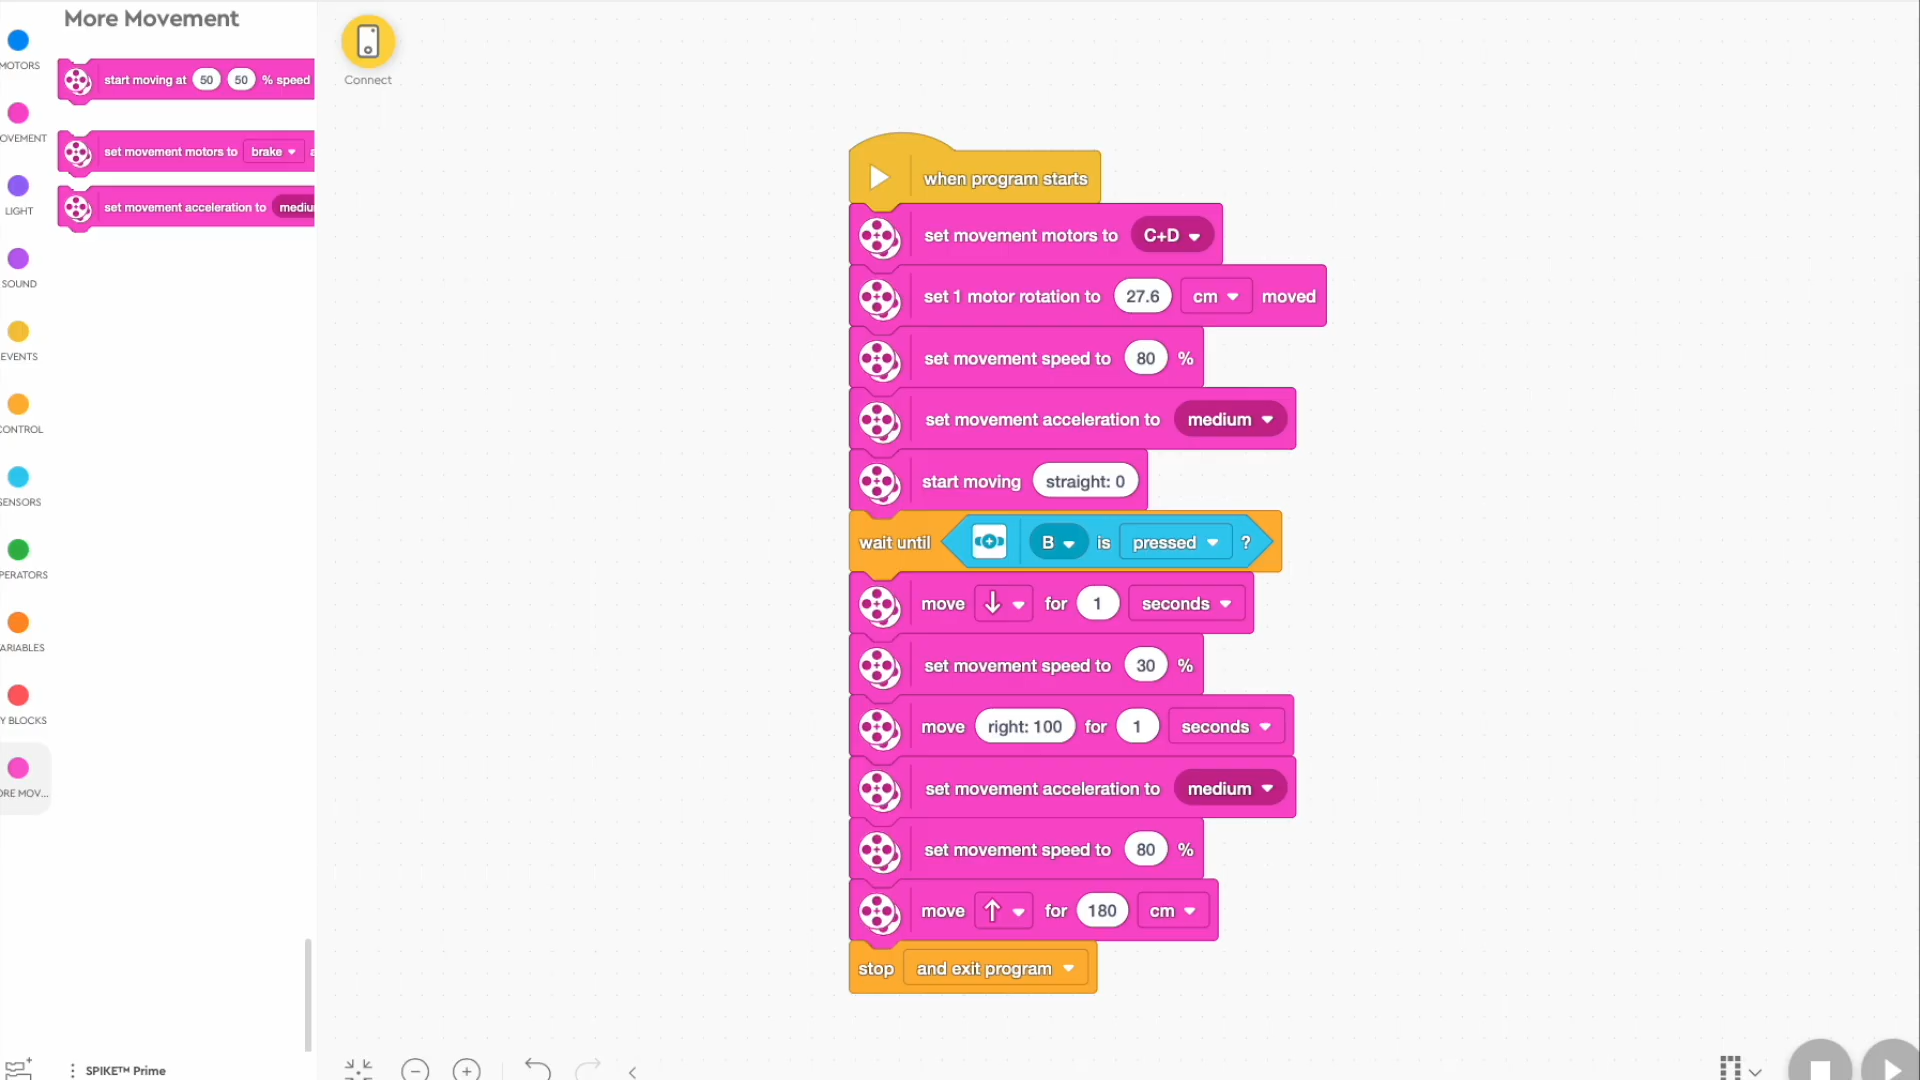 More Movement
MOTORS
start moving at 50 50 % speed
Connect
OVEMENT
set movement motors to brake a
LIGHT
set movement acceleration to mediu
SOUND
EVENTS
CONTROL
SENSORS
PERATORS
ARIABLES
Y BLOCKS
ORE MOV...
when program starts
set movement motors to C+D
set 1 motor rotation to 27.6 cm moved
set movement speed to 80 %
set movement acceleration to medium
start moving straight: 0
wait until B is pressed ?
move for 1 seconds
set movement speed to 30 %
move right: 100 for 1 seconds
set movement acceleration to medium
set movement speed to 80 %
move for 180 cm
stop and exit program
SPIKE™ Prime